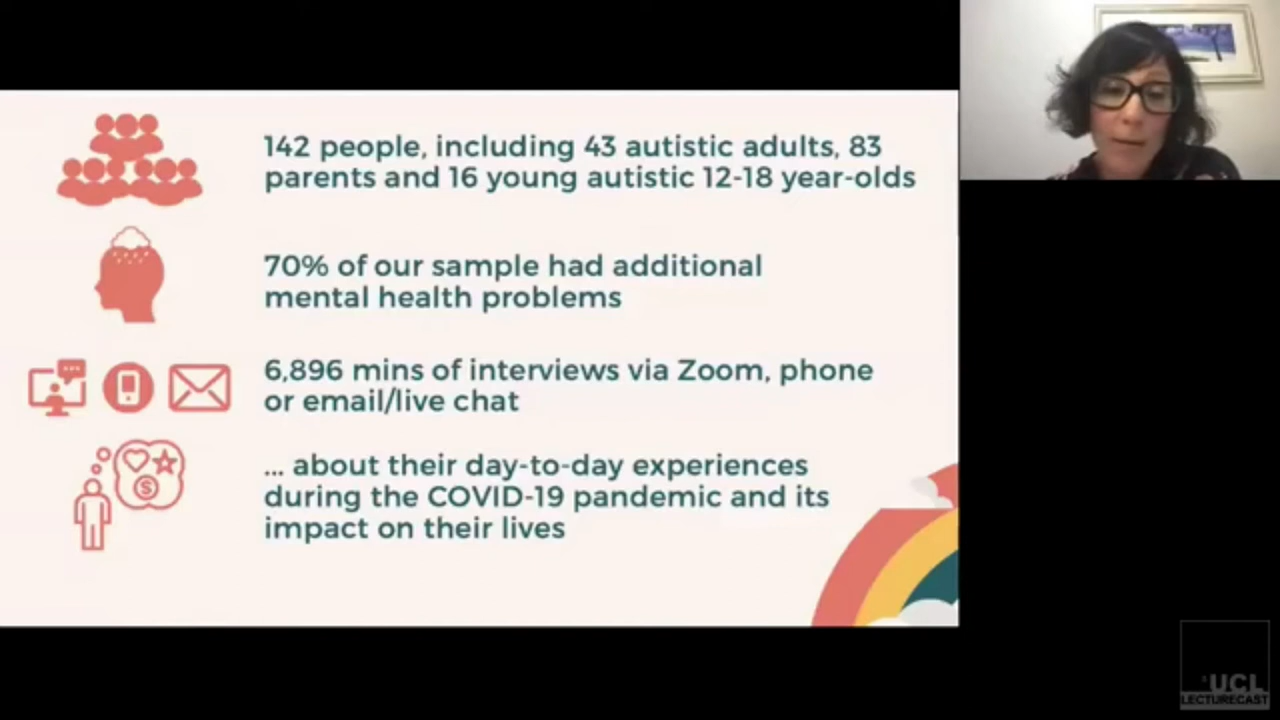 142 people, including 43 autistic adults, 83
parents and 16 young autistic 12-18 year-olds
70% of our sample had additional
mental health problems
6,896 mins of interviews via Zoom, phone
or email/live chat
... about their day-to-day experiences
during the COVID-19 pandemic and its
impact on their lives
UCL
LECTURECAST